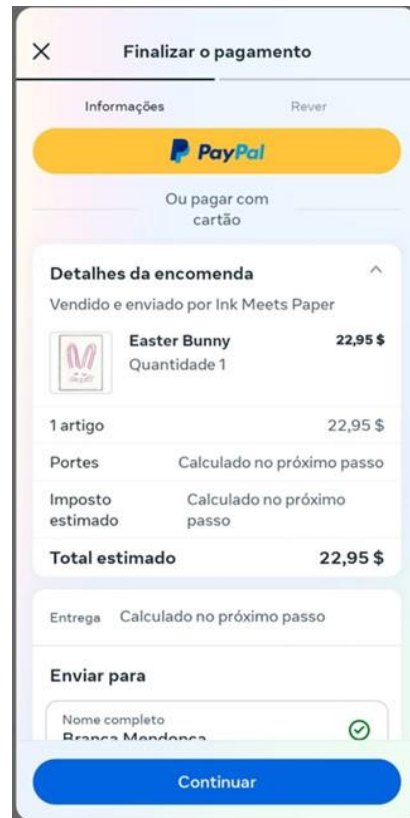 Finalizar o pagamento
Informações
Rever
PayPal
Ou pagar com
cartão
Detalhes da encomenda
Vendido e enviado por Ink Meets Paper
Easter Bunny 22,95 $
Quantidade 1
1 artigo 22,95 $
Portes Calculado no próximo passo
Imposto estimado Calculado no próximo passo
Total estimado 22,95 $
Entrega Calculado no próximo passo
Enviar para
Nome completo
Branca Mendonça
Continuar